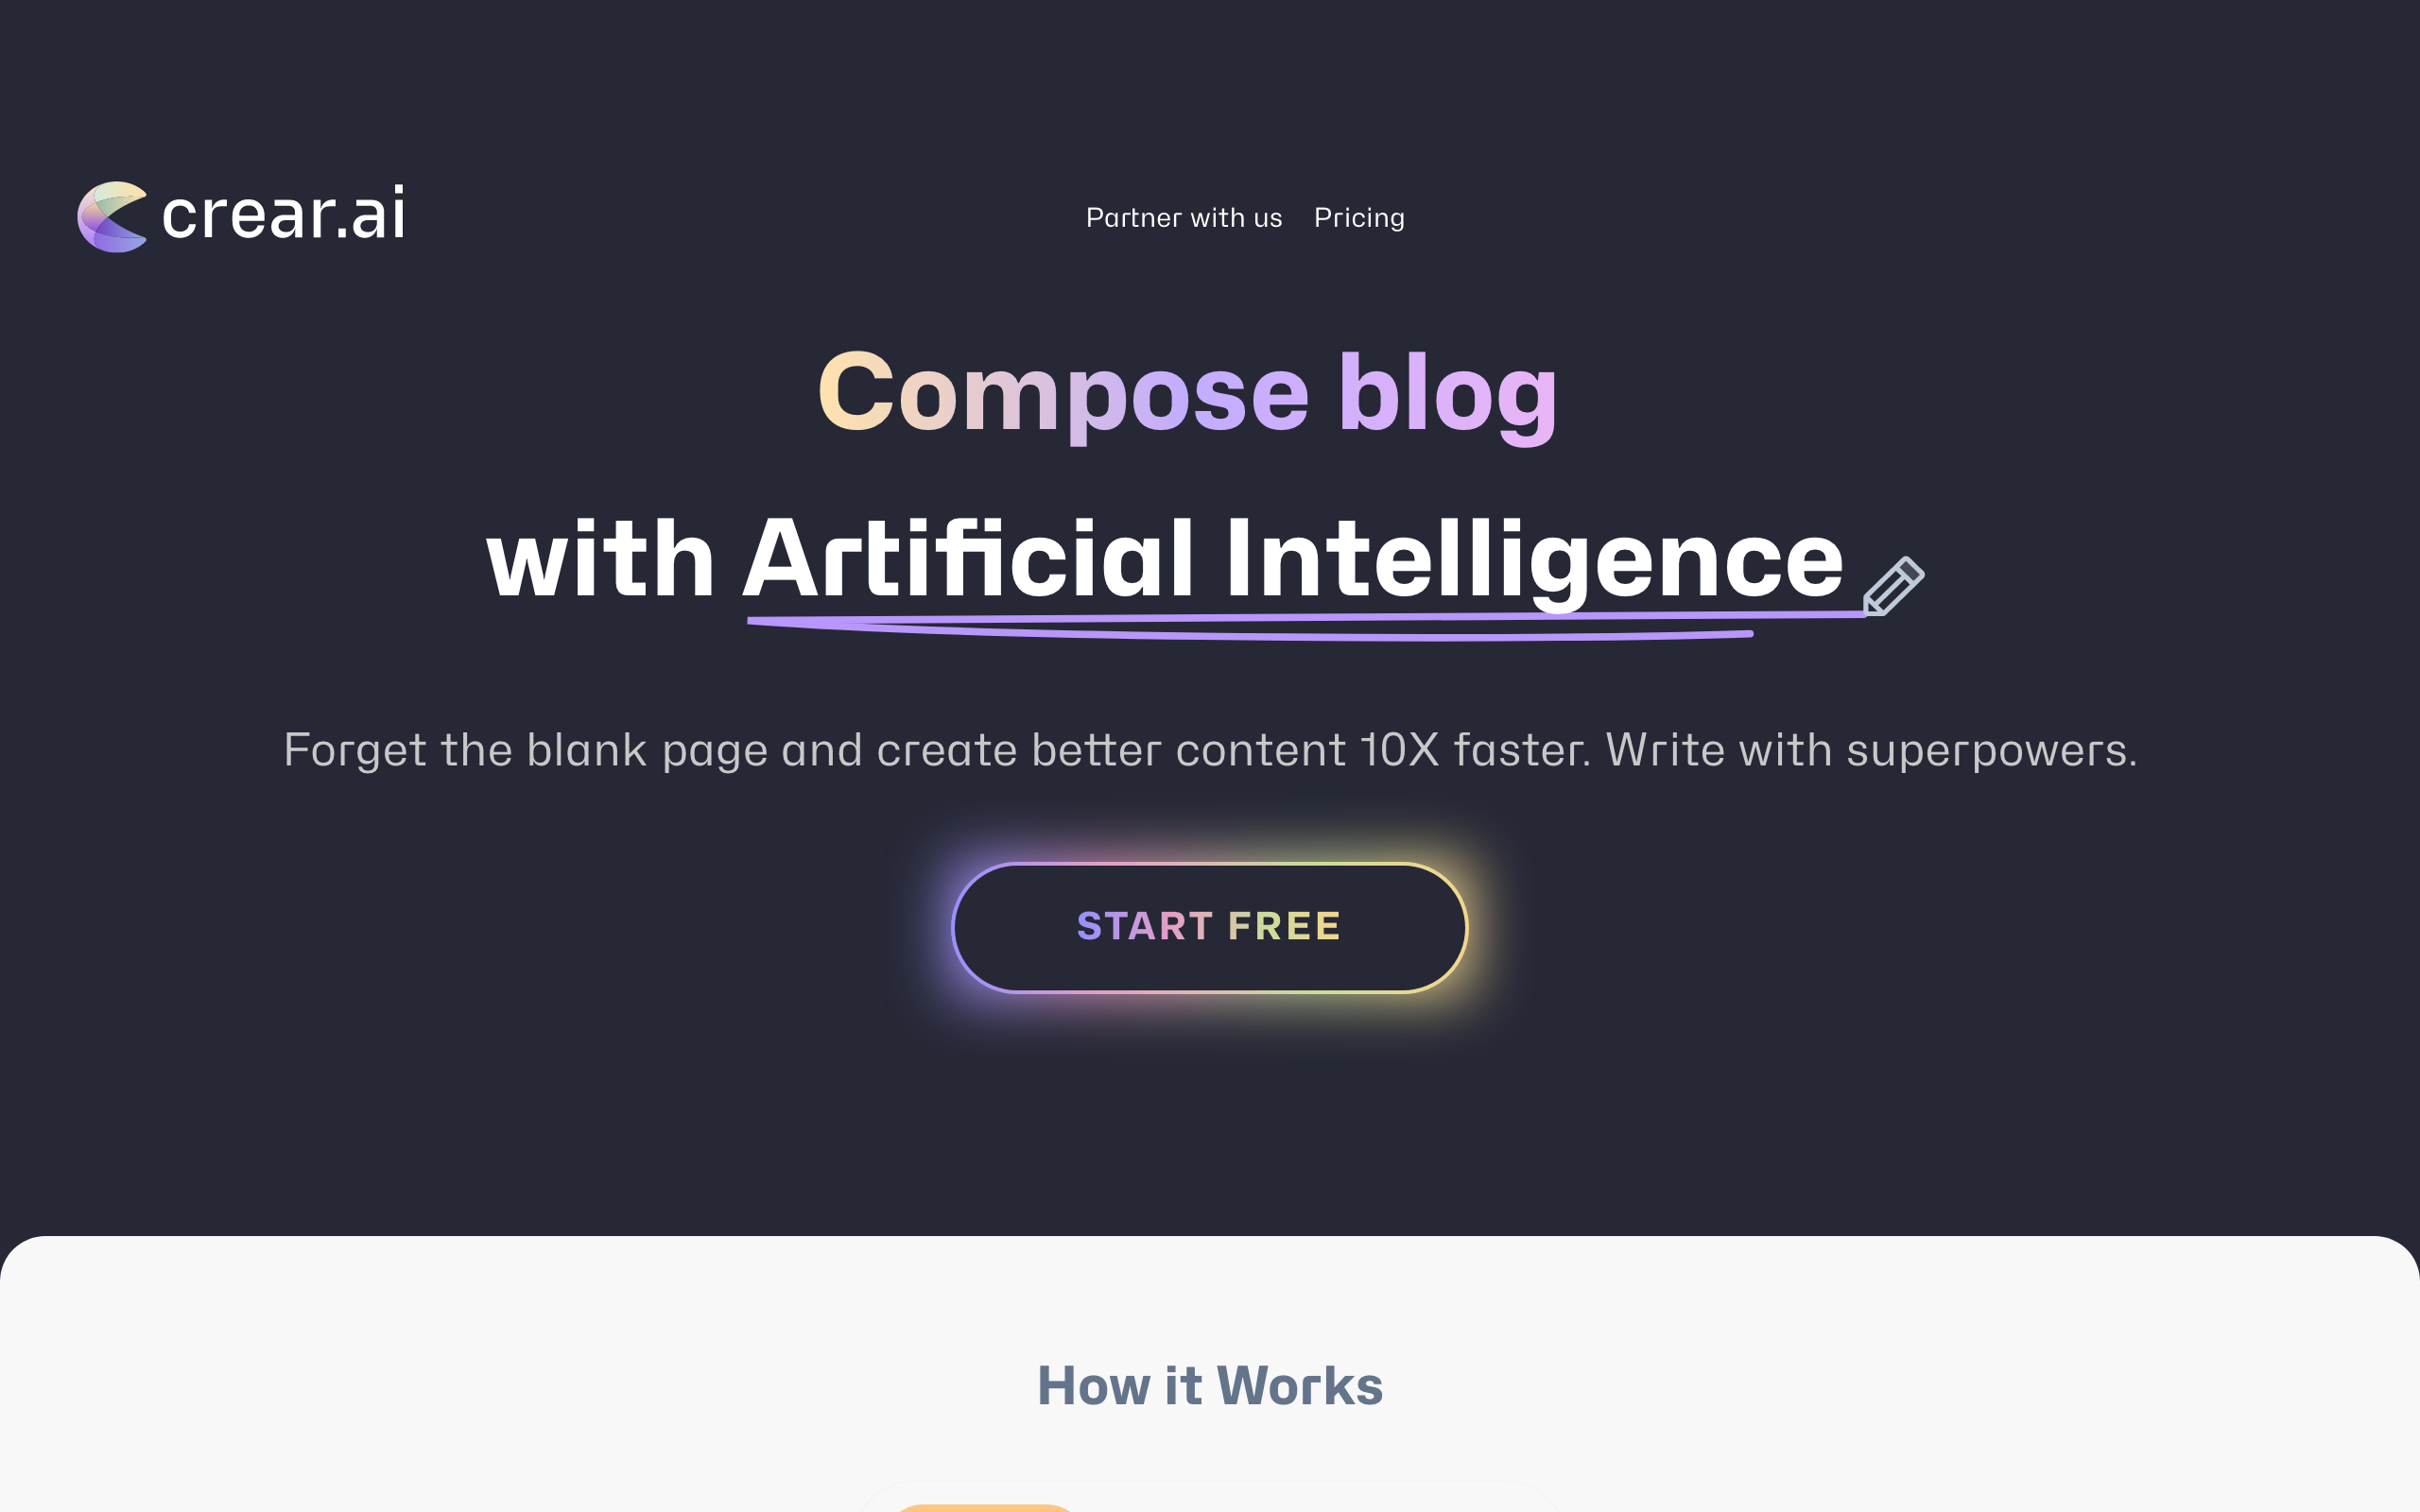 crear.ai
Partner with us Pricing
Compose blog
with Artificial Intelligence
Forget the blank page and create better content 10X faster. Write with superpowers.
START FREE
How it Works